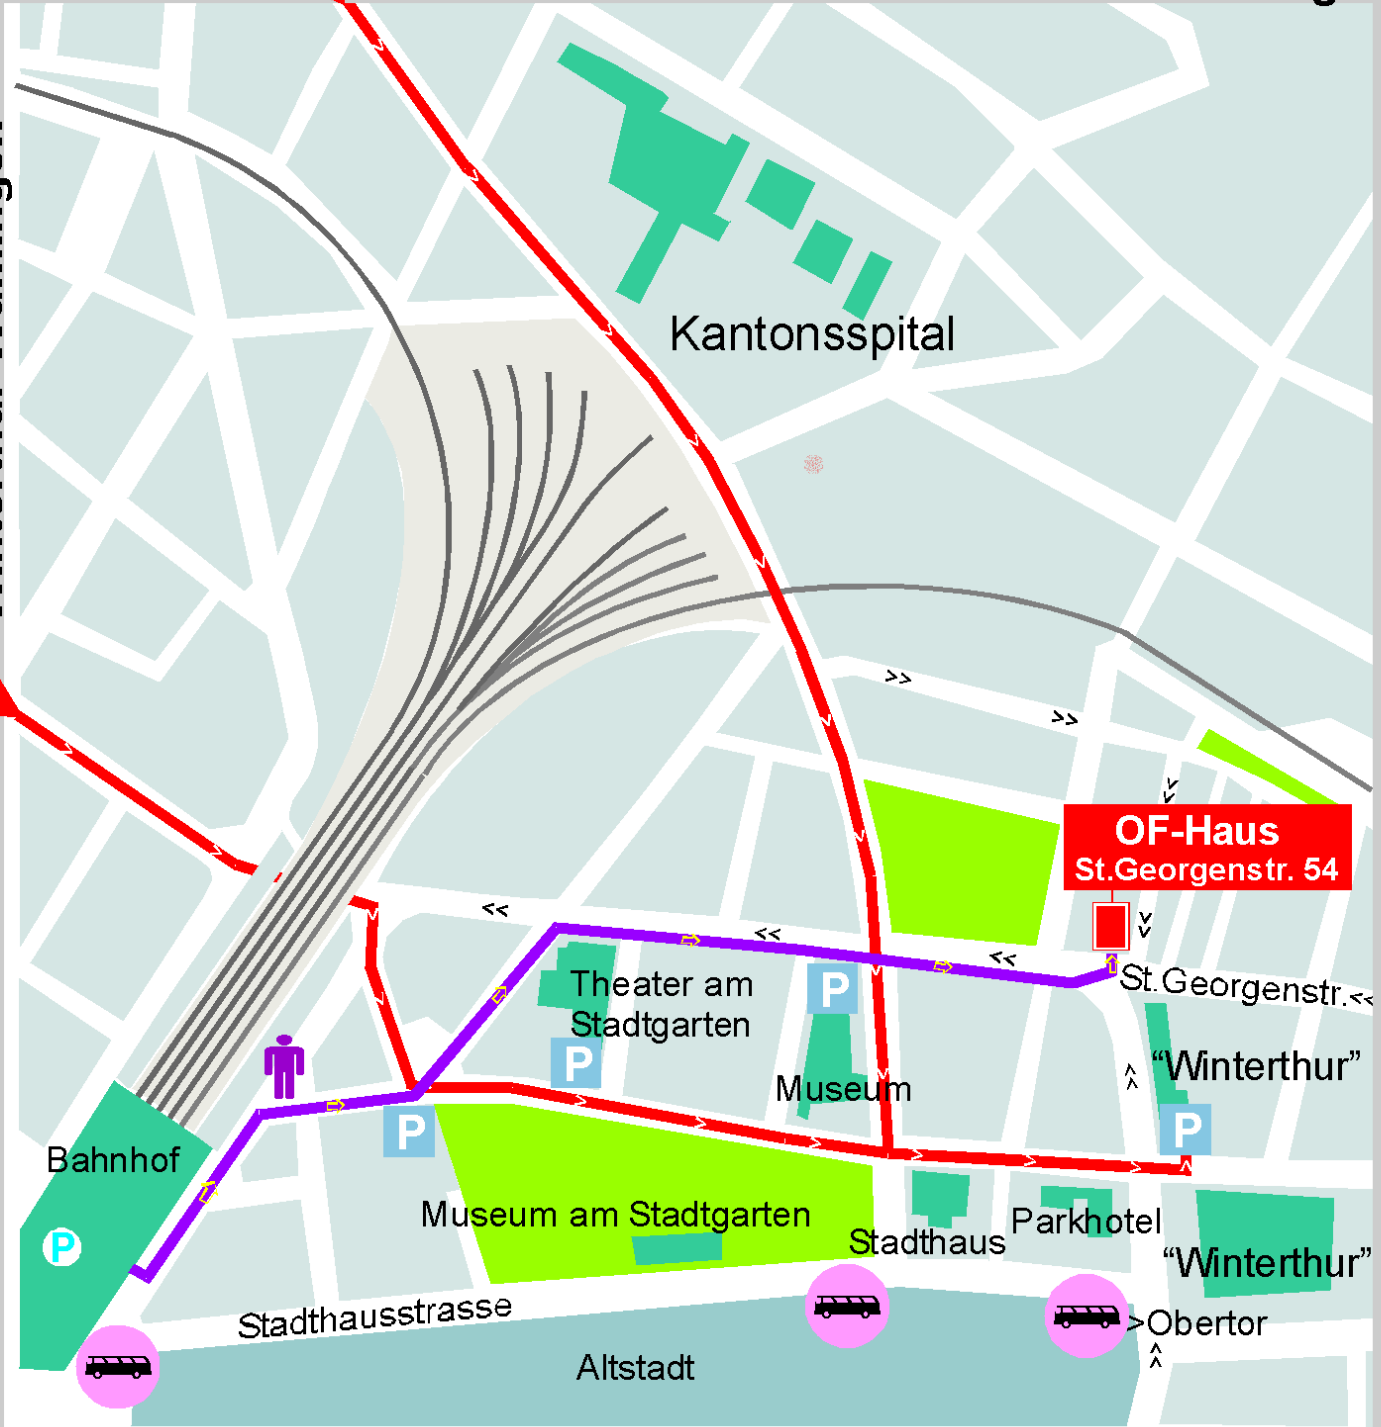 Kantonsspital
>>
>>
>>
OF-Haus
St.Georgenstr. 54
<<
<<
>>
<<
St.Georgenstr.<<
Theater am
Stadtgarten
P
P
Museum
“Winterthur”
>>
P
P
Bahnhof
P
Museum am Stadtgarten
Stadthaus
Parkhotel
“Winterthur”
Stadthausstrasse
>Obertor
>>
Altstadt